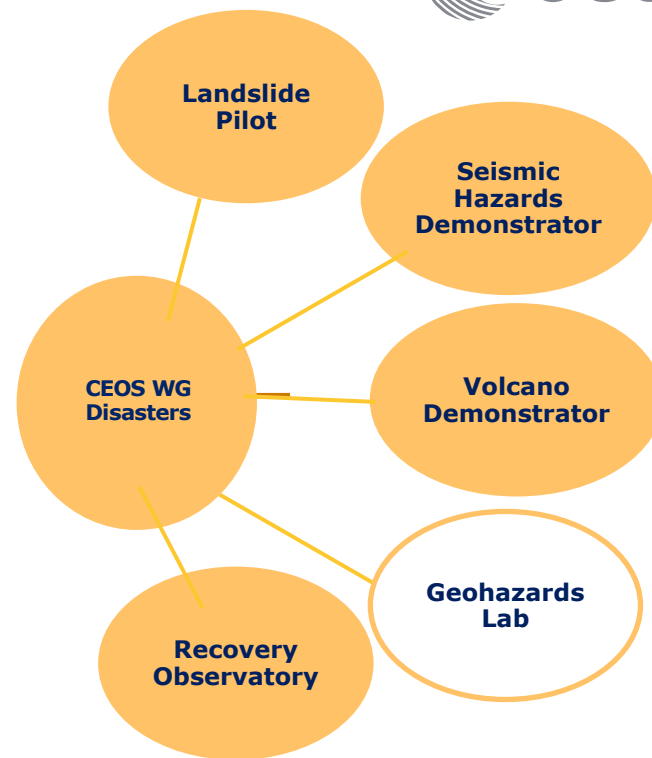 Landslide
Pilot
Seismic
Hazards
Demonstrator
CEOS WG
Disasters
Volcano
Demonstrator
Geohazards
Lab
Recovery
Observatory